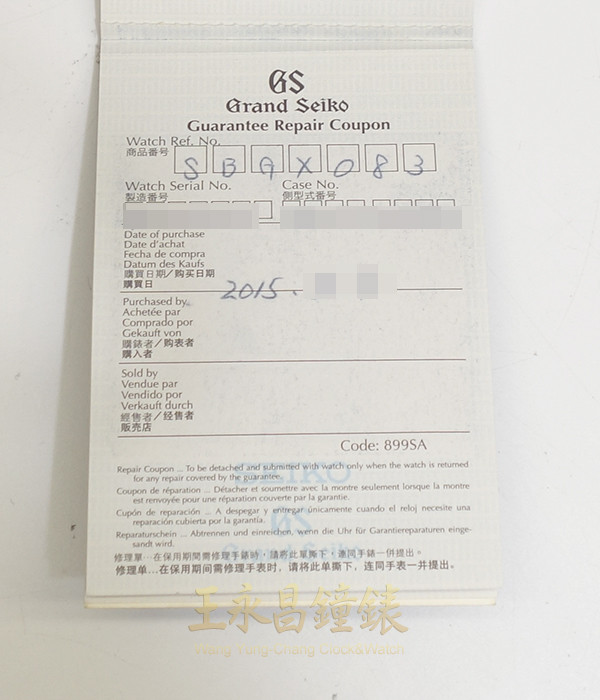 GS
Grand Seiko
Guarantee Repair Coupon
Watch Ref. No.
商品番号
SBGX083
Watch Serial No.
製造番号
Case No.
側型式番号
Date of purchase
Date d'achat
Fecha de compra
Datum des Kaufs
購買日期/购买日期
購買日
2015.
Purchased by
Achetée par
Comprado por
Gekauft von
購錶者/购表者
購入者
Sold by
Vendue par
Vendido por
Verkauft durch
經售者/经售者
販売店
Code: 899SA
Repair Coupon ... To be detached and submitted with watch only when the watch is returned
for any repair covered by the guarantee.
SEIKO
Coupon de réparation ... Détacher et soumettre avec la montre seulement lorsque la montre
est renvoyée pour une réparation couverte par la garantie.
Cupón de reparación ... A despegar y entregar únicamente cuando el reloj necesite una
reparación cubierta por la garantía.
GS
Reparaturschein ... Abtrennen und einreichen, wenn die Uhr für Garantiereparaturen einge-
sandt wird.
修理單...在保用期間需修理手錶時，請將此單撕下，連同手錶一併提出。
修理单...在保用期间需修理手表时，请将此单撕下，连同手表一并提出。
王永昌鐘錶
Wang Yung-Chang Clock&Watch